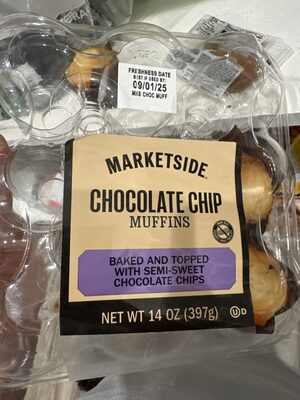 FRESHNESS DATE
BEST IF USED BY:
09/01/25
MKS CHOC MUFF
MARKETSIDE
CHOCOLATE CHIP
MUFFINS
BAKED AND TOPPED
WITH SEMI-SWEET
CHOCOLATE CHIPS
NET WT 14 OZ (397g) U D